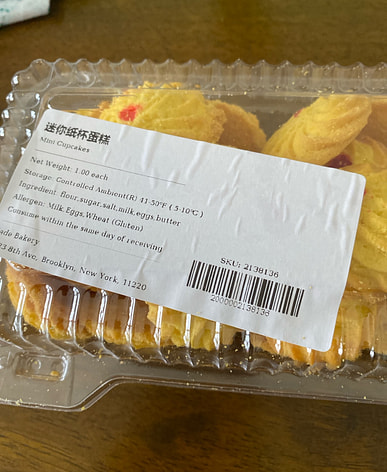 迷你纸杯蛋糕
Mini Cupcakes
Net Weight: 1.00 each
Storage: Controlled Ambient(R) 41-50°F ( 5-10°C )
Ingredient flour,sugar,salt,milk,eggs,butter
Allergen: Milk,Eggs,Wheat (Gluten)
Consume within the same day of receiving
Bakery
8th Ave, Brooklyn, New York, 11220
SKU: 2138136
2000002138136